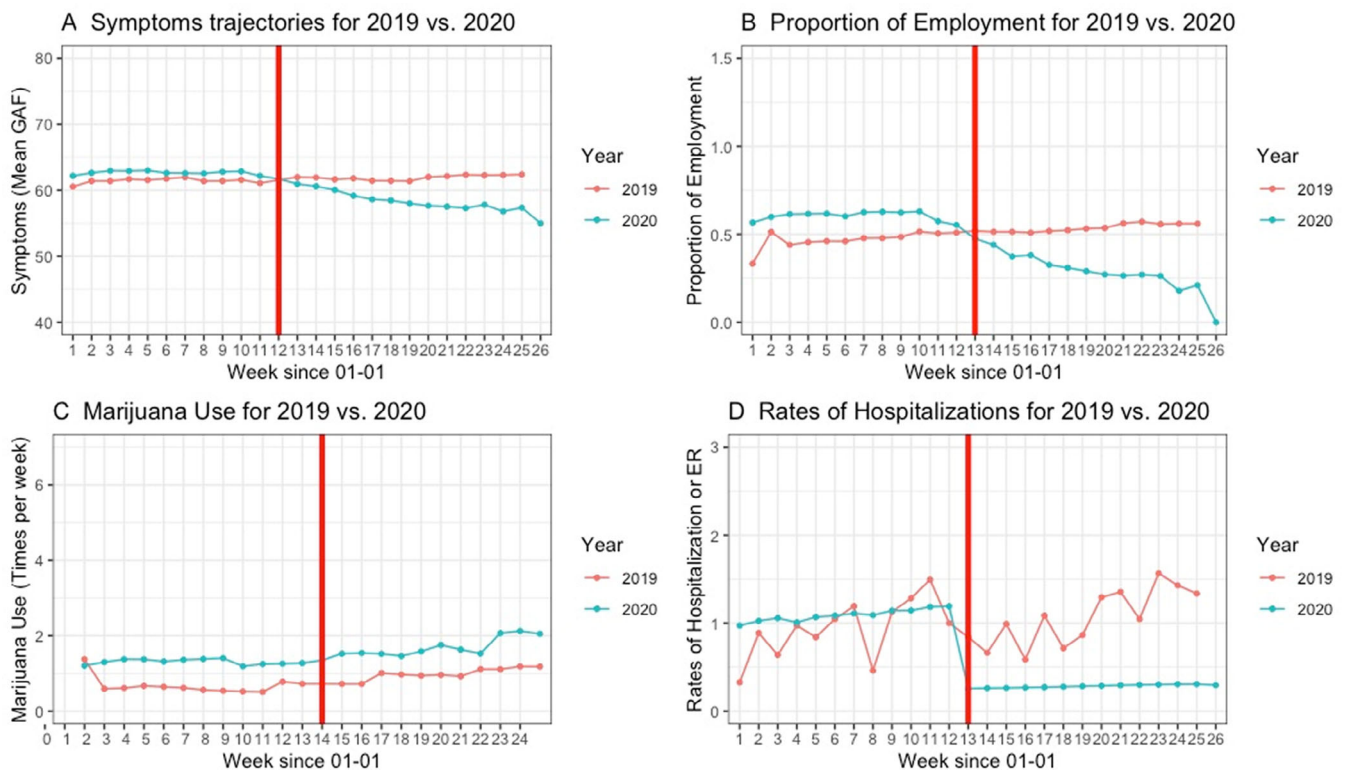 A Symptoms trajectories for 2019 vs. 2020
80
70
60
50
40
Symptoms (Mean GAF)
1 2 3 4 5 6 7 8 9 10 11 12 13 14 15 16 17 18 19 20 21 22 23 24 25 26
Week since 01-01
Year
2019
2020
B Proportion of Employment for 2019 vs. 2020
1.5
1.0
0.5
0.0
Proportion of Employment
1 2 3 4 5 6 7 8 9 10 11 12 13 14 15 16 17 18 19 20 21 22 23 24 25 26
Week since 01-01
Year
2019
2020
C Marijuana Use for 2019 vs. 2020
6
4
2
0
Marijuana Use (Times per week)
0 1 2 3 4 5 6 7 8 9 10 11 12 13 14 15 16 17 18 19 20 21 22 23 24
Week since 01-01
Year
2019
2020
D Rates of Hospitalizations for 2019 vs. 2020
3
2
1
0
Rates of Hospitalization or ER
1 2 3 4 5 6 7 8 9 10 11 12 13 14 15 16 17 18 19 20 21 22 23 24 25 26
Week since 01-01
Year
2019
2020